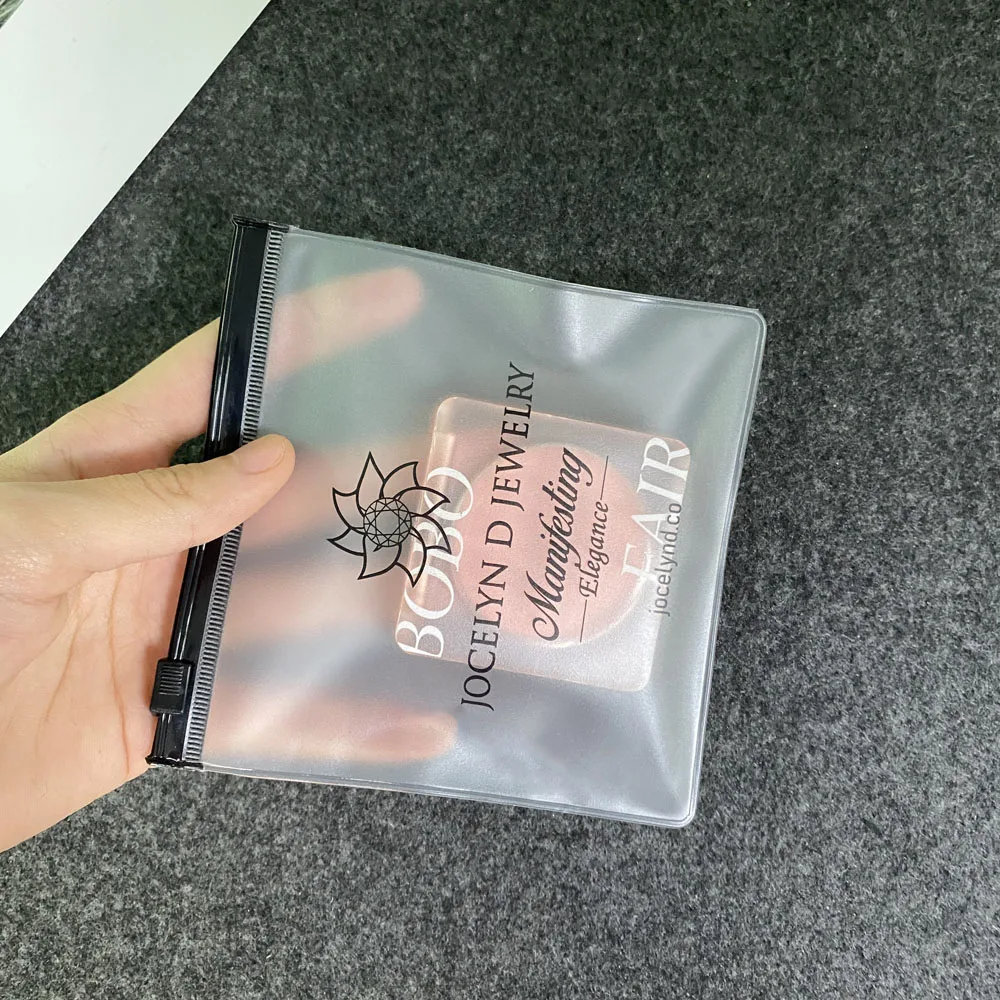 JOCELYN D JEWELRY
Manifesting
Elegance
jocelynd.co
BOBO
FAIR